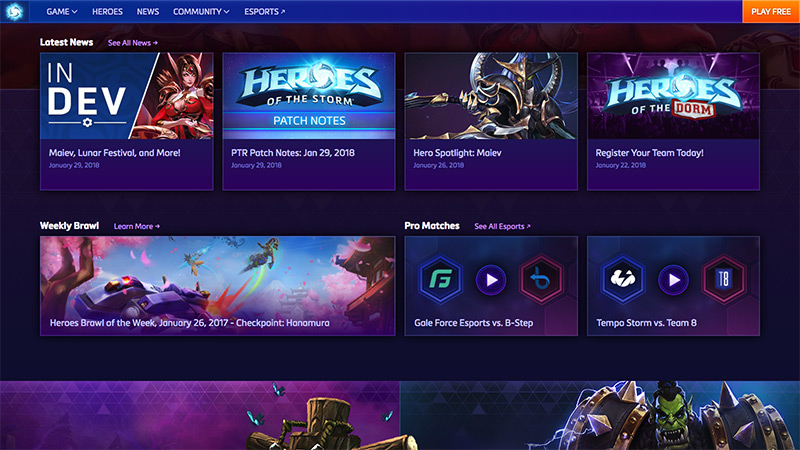 GAME HEROES NEWS COMMUNITY ESPORTS PLAY FREE
Latest News See All News
IN
DEV
HEROES
OF THE STORM
PATCH NOTES
HEROES
OF THE DORM
Maiev, Lunar Festival, and More!
January 29, 2018
PTR Patch Notes: Jan 29, 2018
January 29, 2018
Hero Spotlight: Maiev
January 26, 2018
Register Your Team Today!
January 22, 2018
Weekly Brawl Learn More
Heroes Brawl of the Week, January 26, 2017 - Checkpoint: Hanamura
Pro Matches See All Esports
Gale Force Esports vs. B-Step
T8
Tempo Storm vs. Team 8